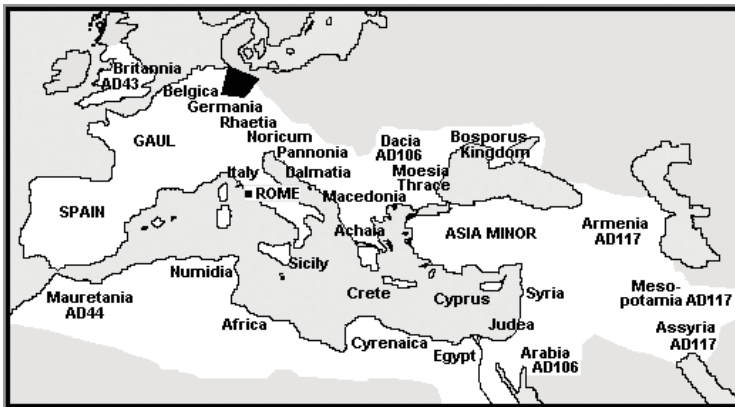 Britannia
AD43
Belgica
Germania
Rhaetia
GAUL
Noricum
Pannonia
Dacia
AD106
Bosporus
Kingdom
Italy
Dalmatia
Moesia
Thrace
ROME
Macedonia
SPAIN
Achaia
ASIA MINOR
Armenia
AD117
Numidia
Sicily
Mauretania
AD44
Crete
Cyprus
Syria
Meso-
potamia AD117
Africa
Cyrenaica
Egypt
Judea
Arabia
AD106
Assyria
AD117